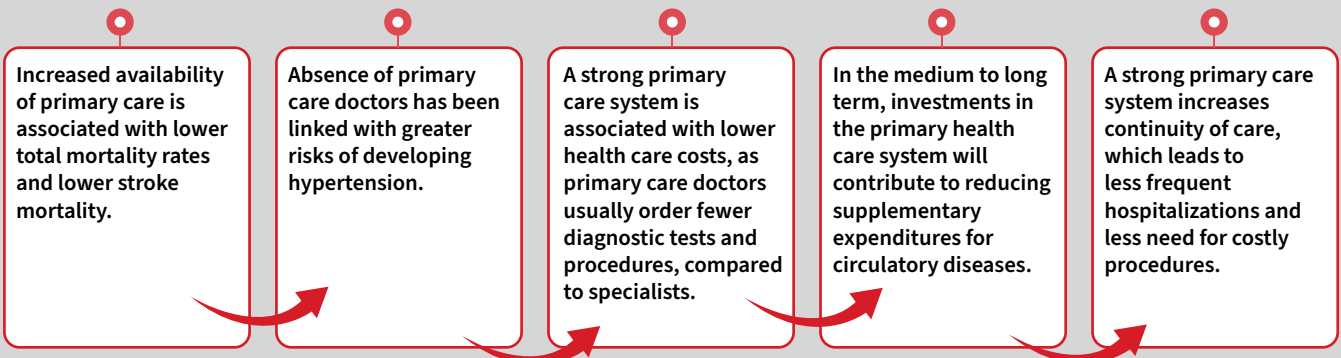 Increased availability
of primary care is
associated with lower
total mortality rates
and lower stroke
mortality.
Absence of primary
care doctors has been
linked with greater
risks of developing
hypertension.
A strong primary
care system is
associated with lower
health care costs, as
primary care doctors
usually order fewer
diagnostic tests and
procedures, compared
to specialists.
In the medium to long
term, investments in
the primary health
care system will
contribute to reducing
supplementary
expenditures for
circulatory diseases.
A strong primary care
system increases
continuity of care,
which leads to
less frequent
hospitalizations and
less need for costly
procedures.